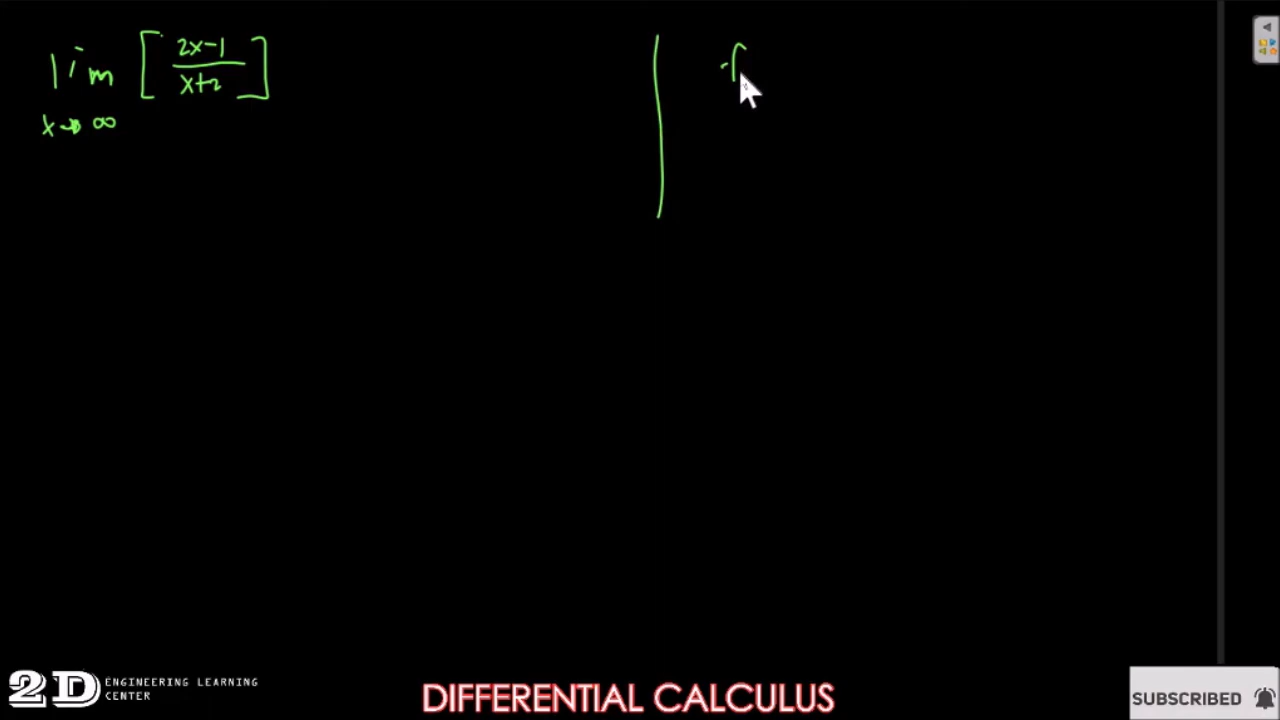 lim [ 2x-1 / x+2 ]
x→∞
f
2D ENGINEERING LEARNING
CENTER
DIFFERENTIAL CALCULUS
SUBSCRIBED